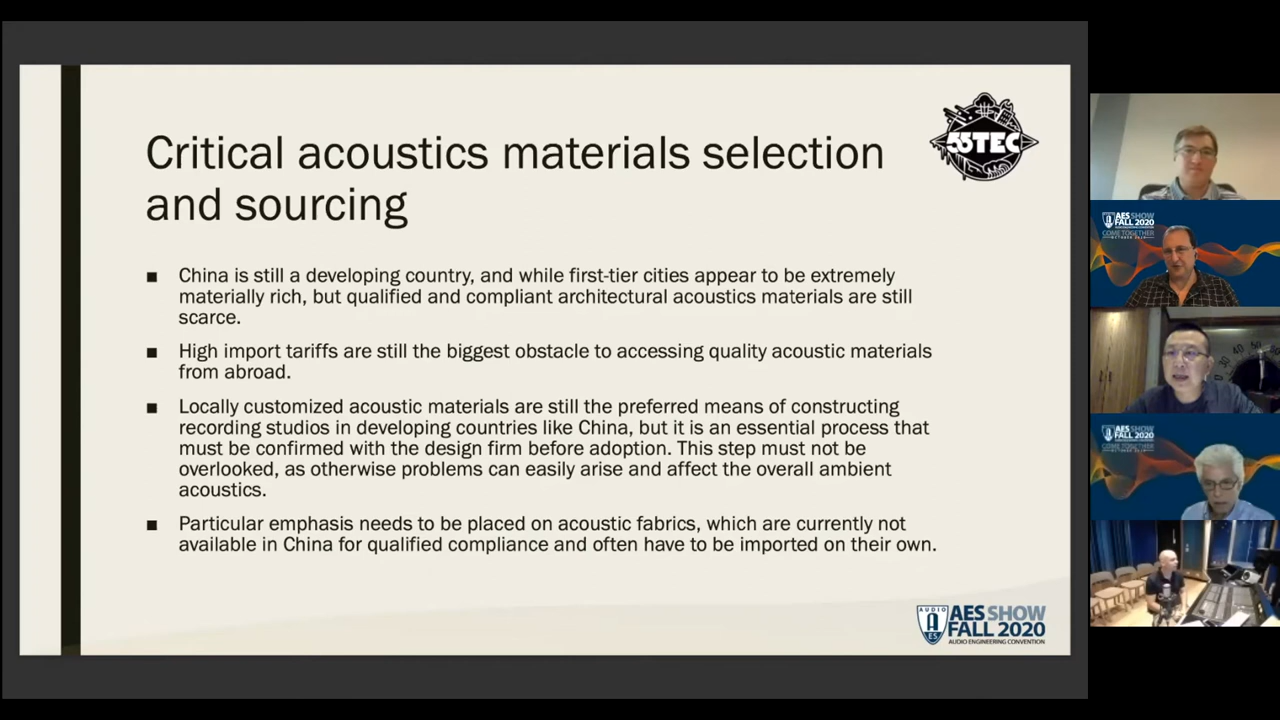 Critical acoustics materials selection
and sourcing
55TEC
■ China is still a developing country, and while first-tier cities appear to be extremely
materially rich, but qualified and compliant architectural acoustics materials are still
scarce.
■ High import tariffs are still the biggest obstacle to accessing quality acoustic materials
from abroad.
■ Locally customized acoustic materials are still the preferred means of constructing
recording studios in developing countries like China, but it is an essential process that
must be confirmed with the design firm before adoption. This step must not be
overlooked, as otherwise problems can easily arise and affect the overall ambient
acoustics.
■ Particular emphasis needs to be placed on acoustic fabrics, which are currently not
available in China for qualified compliance and often have to be imported on their own.
AUDIO
AES
AES SHOW
FALL 2020
AUDIO ENGINEERING CONVENTION
AES SHOW
FALL 2020
COME TOGETHER
AES SHOW
FALL 2020
COME TOGETHER